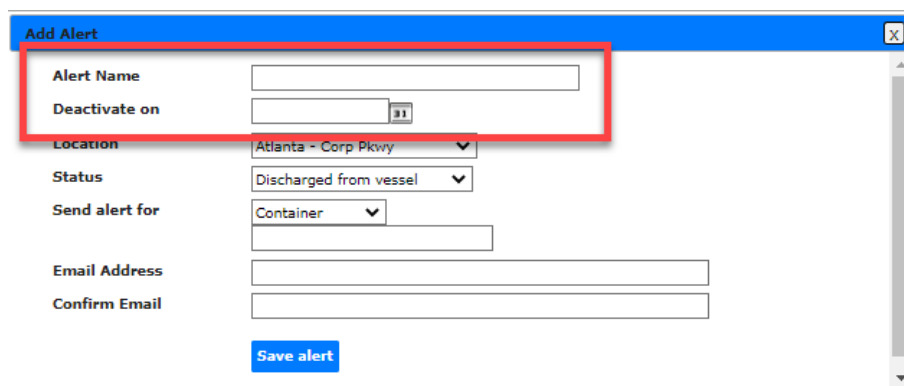 Add Alert X
Alert Name
Deactivate on 31
Location Atlanta - Corp Pkwy
Status Discharged from vessel
Send alert for Container
Email Address
Confirm Email
Save alert